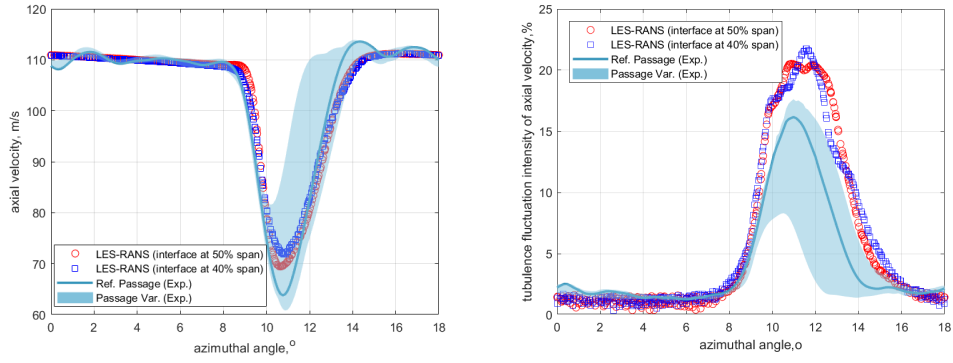 120
110
100
90
80
70
60
axial velocity, m/s
LES-RANS (interface at 50% span)
LES-RANS (interface at 40% span)
Ref. Passage (Exp.)
Passage Var. (Exp.)
0 2 4 6 8 10 12 14 16 18
azimuthal angle,o
25
20
15
10
5
0
turbulence fluctuation intensity of axial velocity,%
LES-RANS (interface at 50% span)
LES-RANS (interface at 40% span)
Ref. Passage (Exp.)
Passage Var. (Exp.)
0 2 4 6 8 10 12 14 16 18
azimuthal angle,o